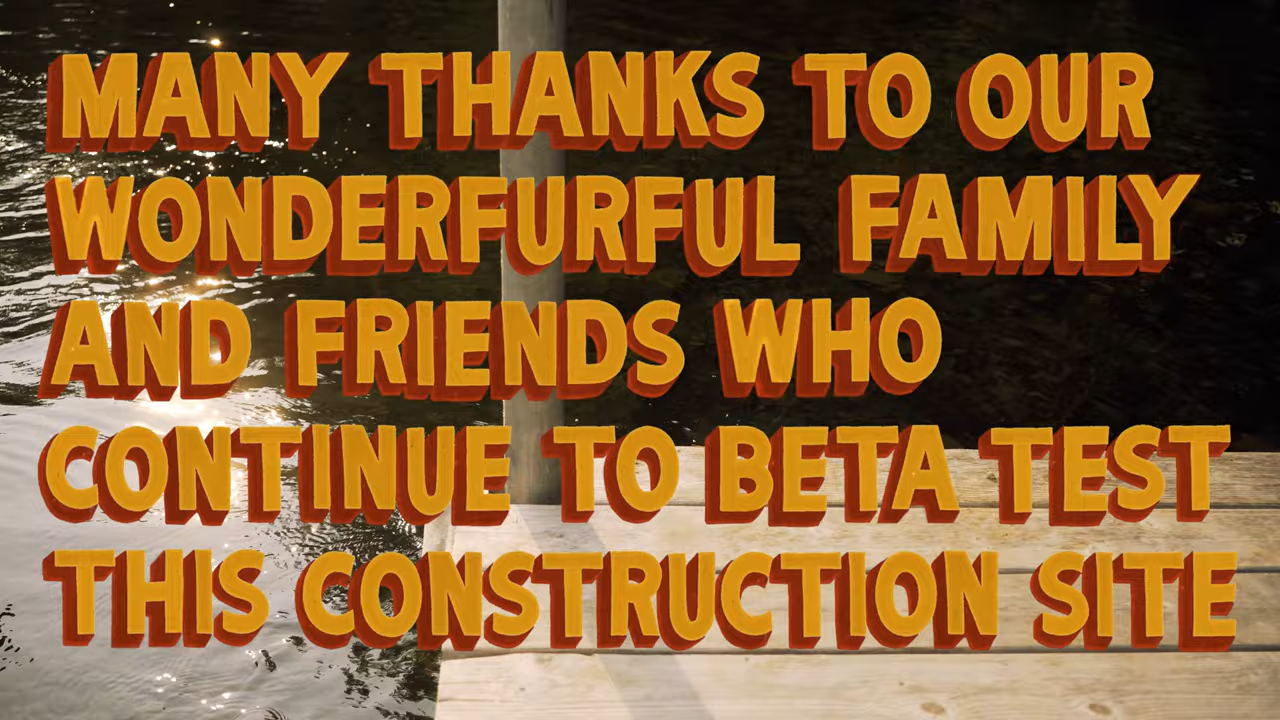 MANY THANKS TO OUR
WONDERFURFUL FAMILY
AND FRIENDS WHO
CONTINUE TO BETA TEST
THIS CONSTRUCTION SITE